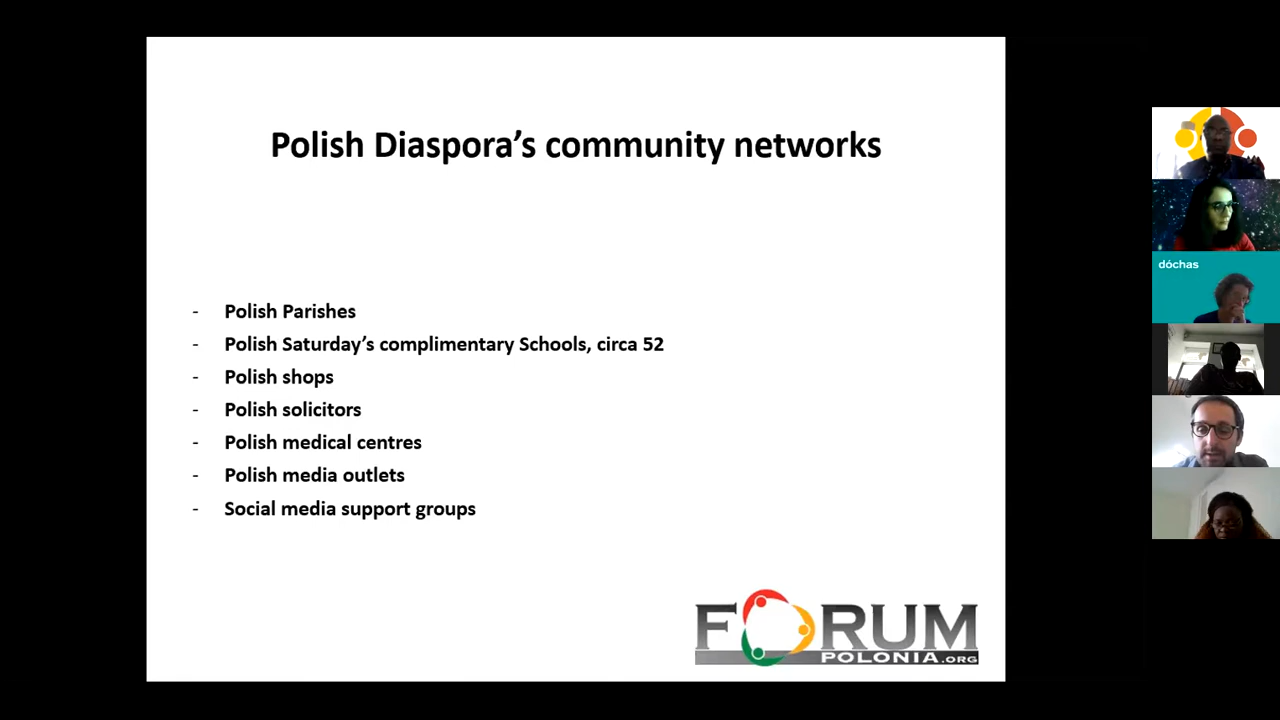 Polish Diaspora’s community networks
- Polish Parishes
- Polish Saturday’s complimentary Schools, circa 52
- Polish shops
- Polish solicitors
- Polish medical centres
- Polish media outlets
- Social media support groups
FORUM
POLONIA.ORG
dóchas